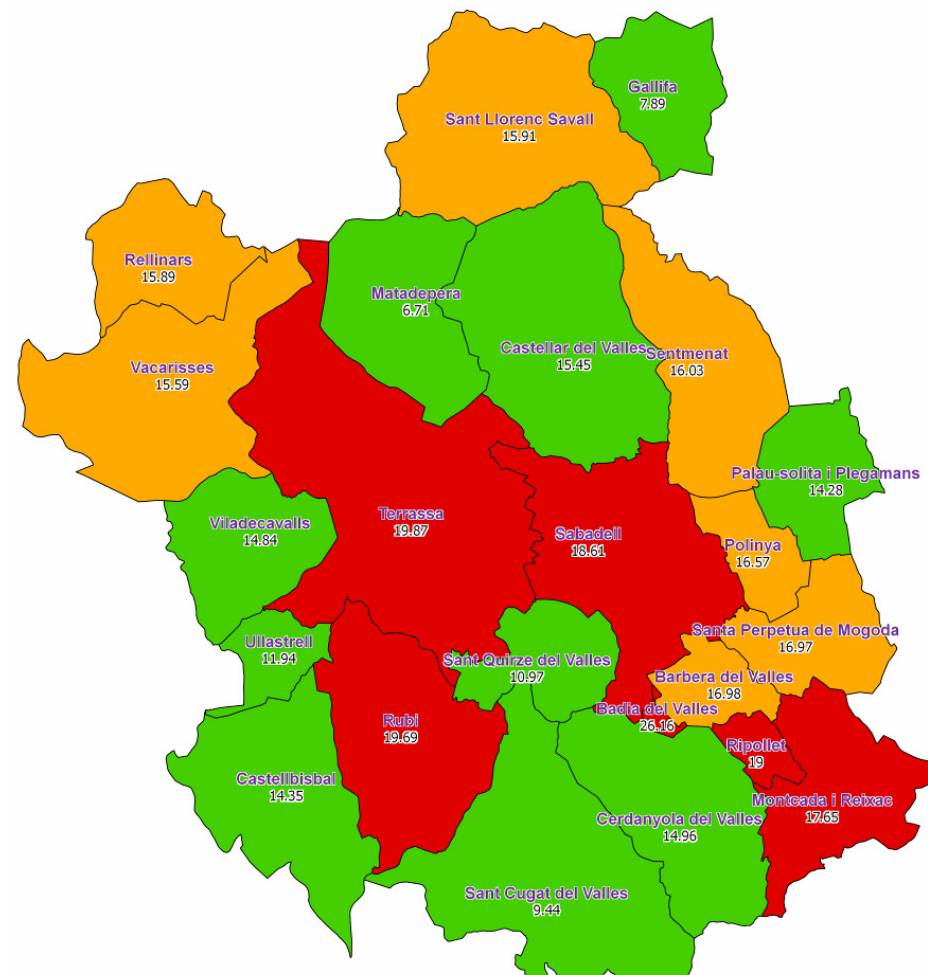 Gallifa
7.89
Sant Llorenc Savall
15.91
Rellinars
15.89
Matadepera
6.71
Castellar del Valles
15.45
Sentmenat
16.03
Vacarisses
15.59
Palau-solita i Plegamans
14.28
Viladecavalls
14.84
Terrassa
19.87
Sabadell
18.61
Polinya
16.57
Santa Perpetua de Mogoda
16.97
Ullastrell
11.94
Sant Quirze del Valles
10.97
Barbera del Valles
16.98
Badia del Valles
26.16
Rubi
19.69
Ripollet
19
Castellbisbal
14.35
Montcada i Reixac
17.65
Cerdanyola del Valles
14.96
Sant Cugat del Valles
9.44